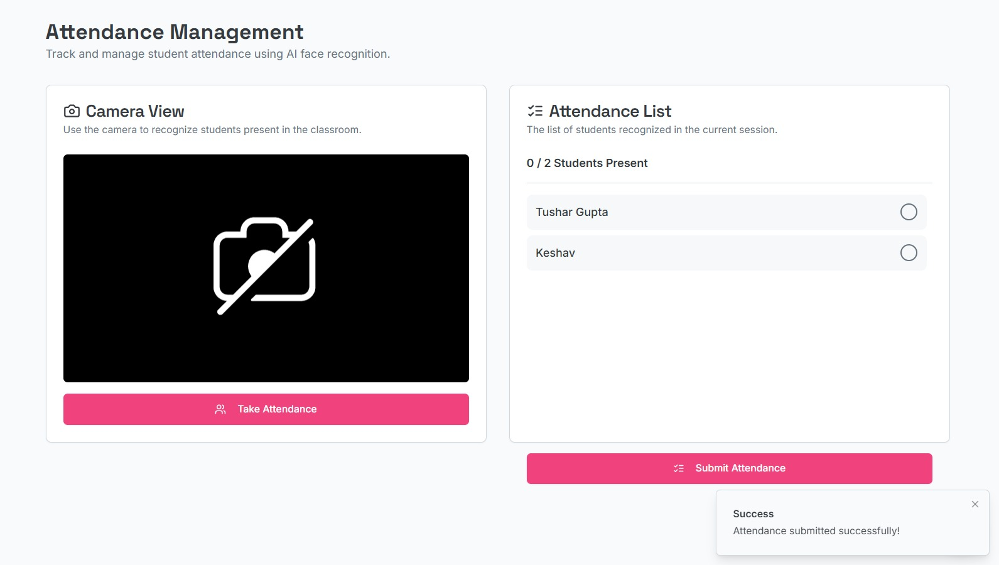 Attendance Management
Track and manage student attendance using AI face recognition.
Camera View
Use the camera to recognize students present in the classroom.
Take Attendance
Attendance List
The list of students recognized in the current session.
0 / 2 Students Present
Tushar Gupta
Keshav
Submit Attendance
Success
Attendance submitted successfully!